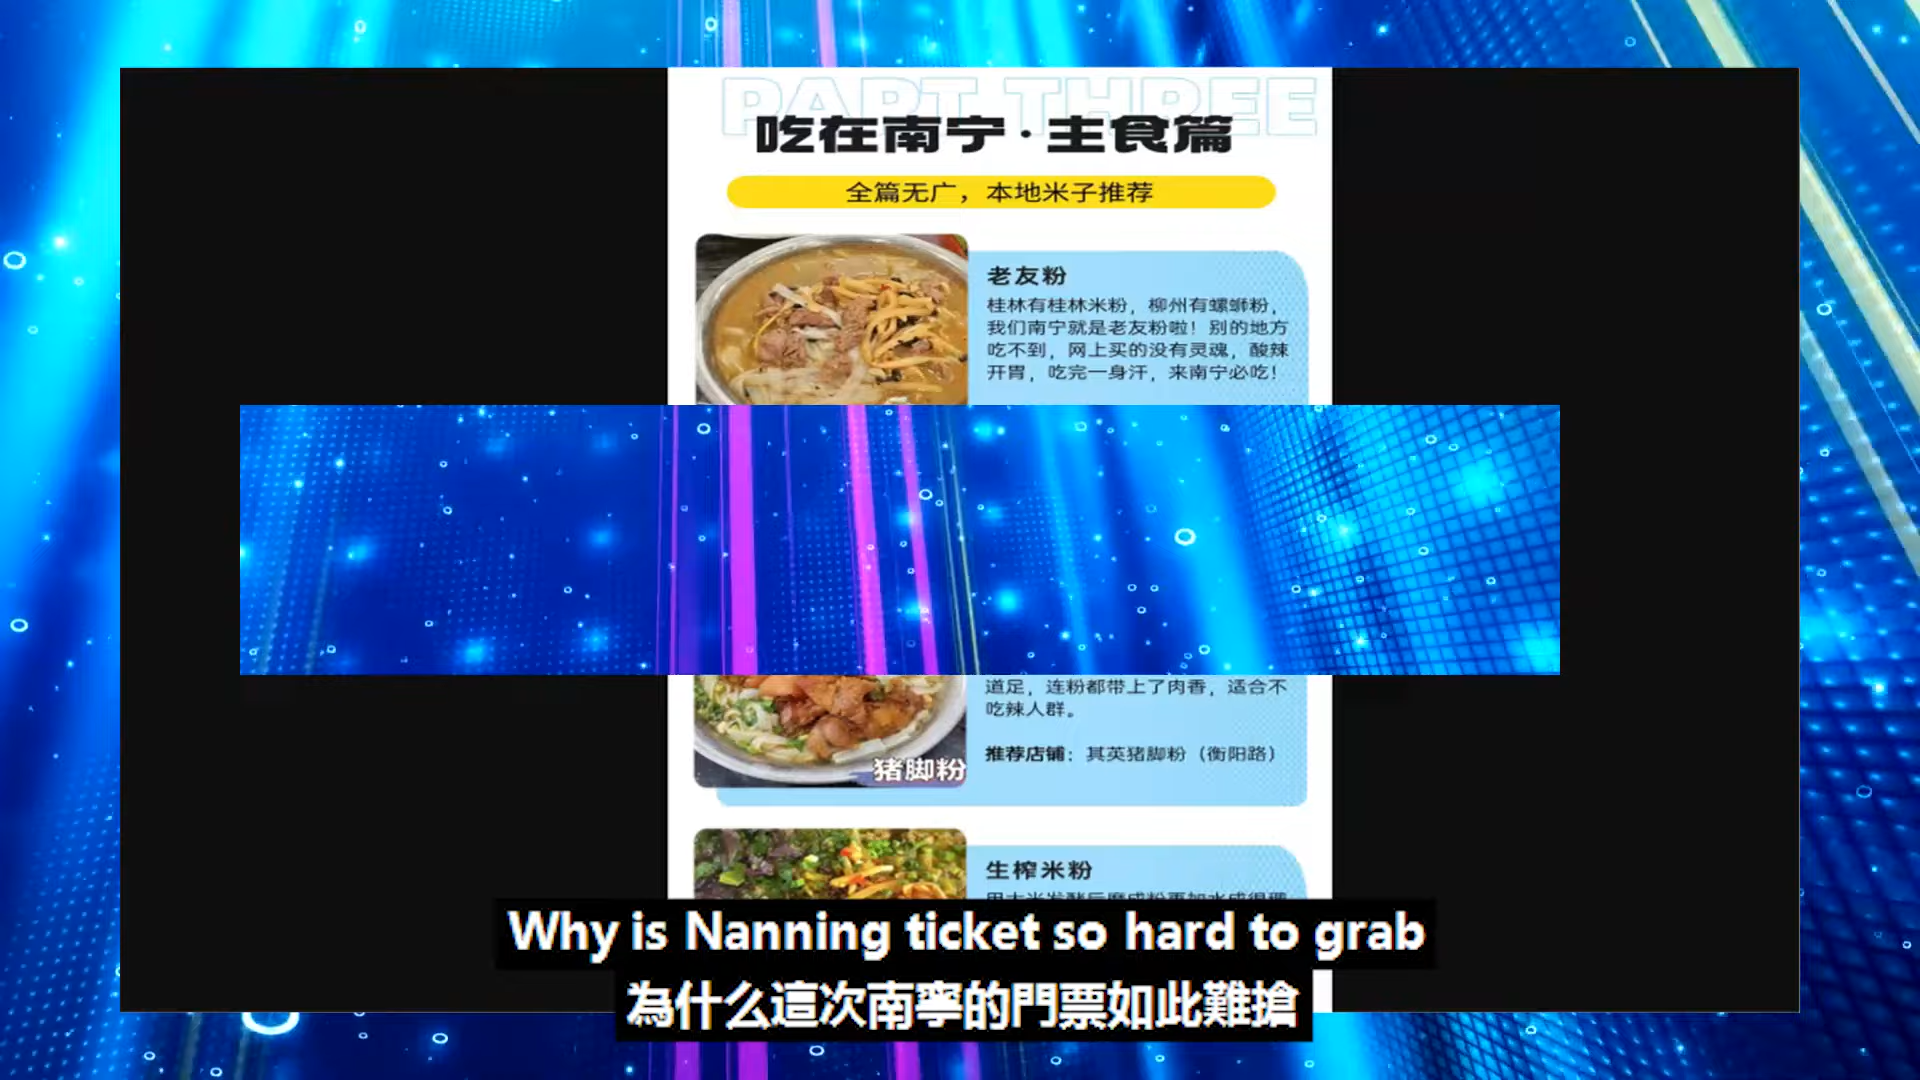 PART THREE
吃在南宁·主食篇
全篇无广，本地米子推荐
老友粉
桂林有桂林米粉，柳州有螺蛳粉，
我们南宁就是老友粉啦！别的地方
吃不到，网上买的没有灵魂，酸辣
开胃，吃完一身汗，来南宁必吃！
道足，连粉都带上了肉香，适合不
吃辣人群。
推荐店铺：其英猪脚粉（衡阳路）
猪脚粉
生榨米粉
Why is Nanning ticket so hard to grab
為什么這次南寧的門票如此難搶